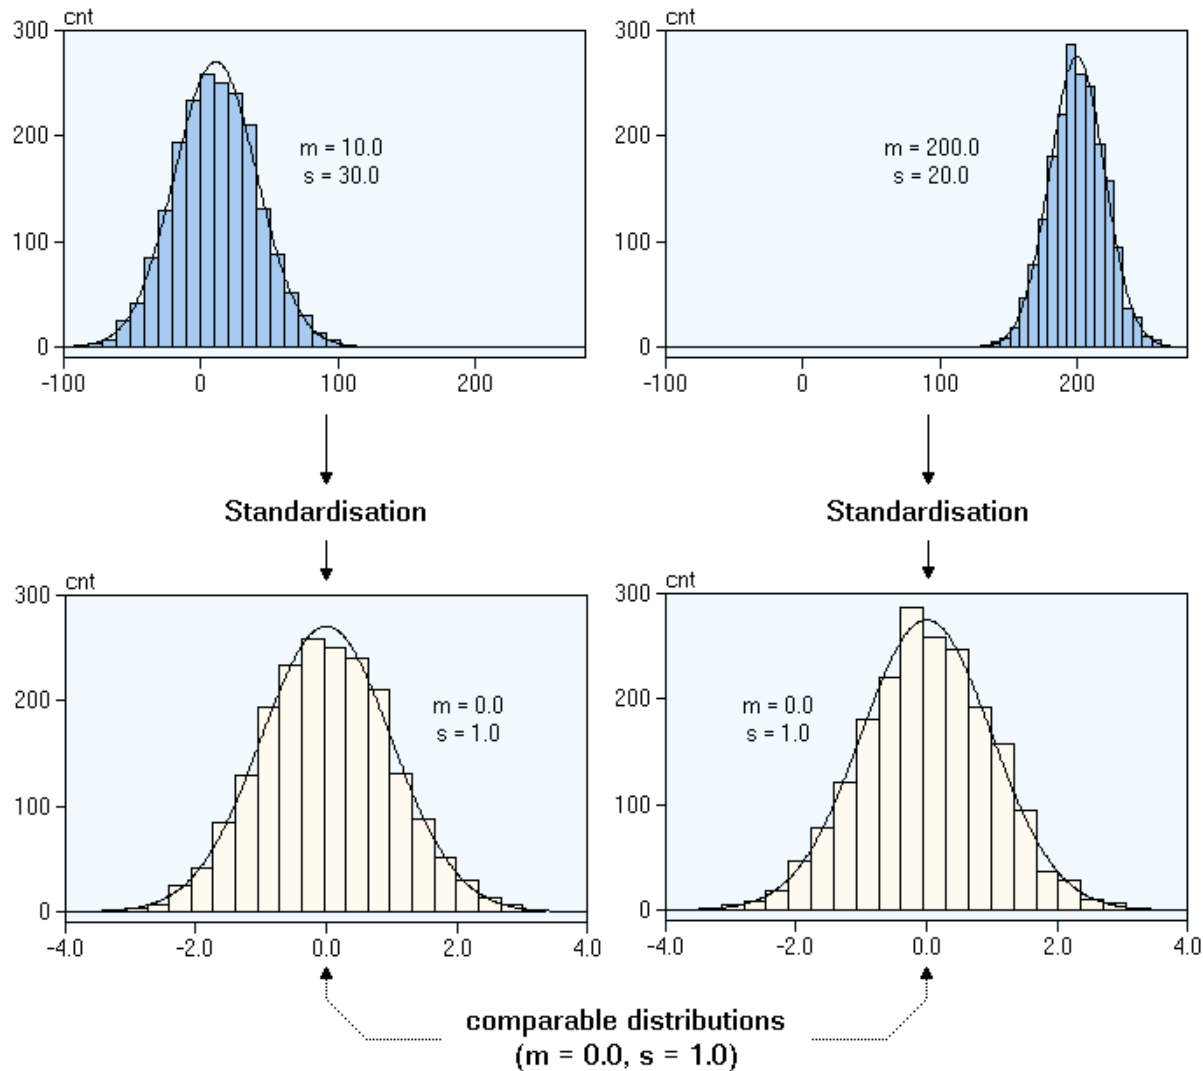 cnt
300
200
100
0
-100
0
100
200
m = 10.0
s = 30.0
cnt
300
200
100
0
-100
0
100
200
m = 200.0
s = 20.0
Standardisation
Standardisation
cnt
300
200
100
0
-4.0
-2.0
0.0
2.0
4.0
m = 0.0
s = 1.0
cnt
300
200
100
0
-4.0
-2.0
0.0
2.0
4.0
m = 0.0
s = 1.0
comparable distributions
(m = 0.0, s = 1.0)